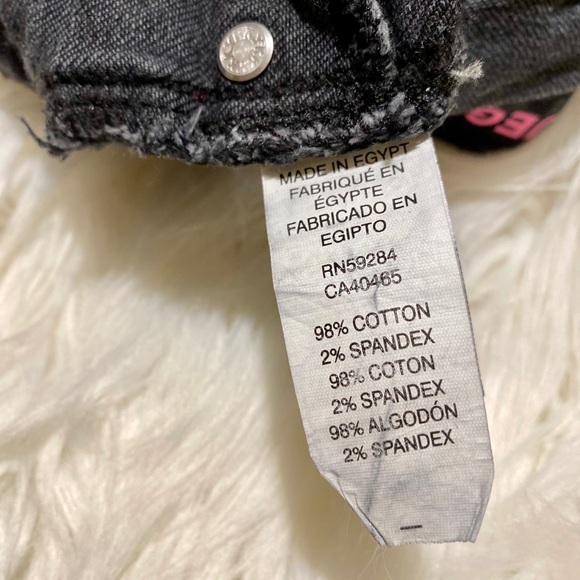 MADE IN EGYPT
FABRIQUÉ EN
ÉGYPTE
FABRICADO EN
EGIPTO
RN59284
CA40465
98% COTTON
2% SPANDEX
98% COTON
2% SPANDEX
98% ALGODÓN
2% SPANDEX